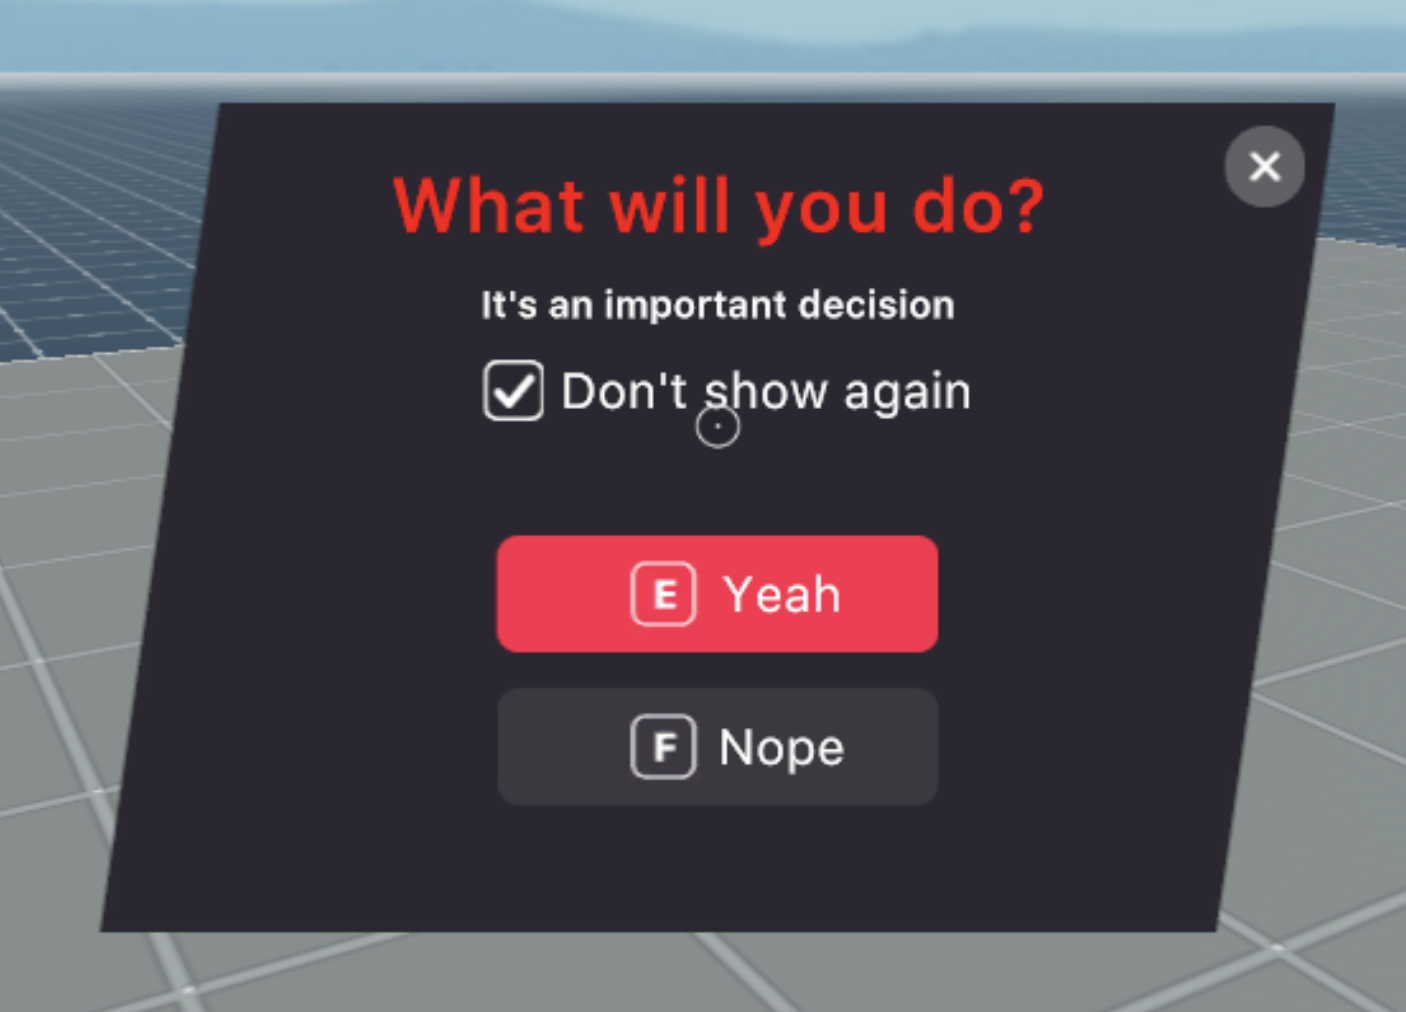 What will you do?
It's an important decision
Don't show again
E Yeah
F Nope